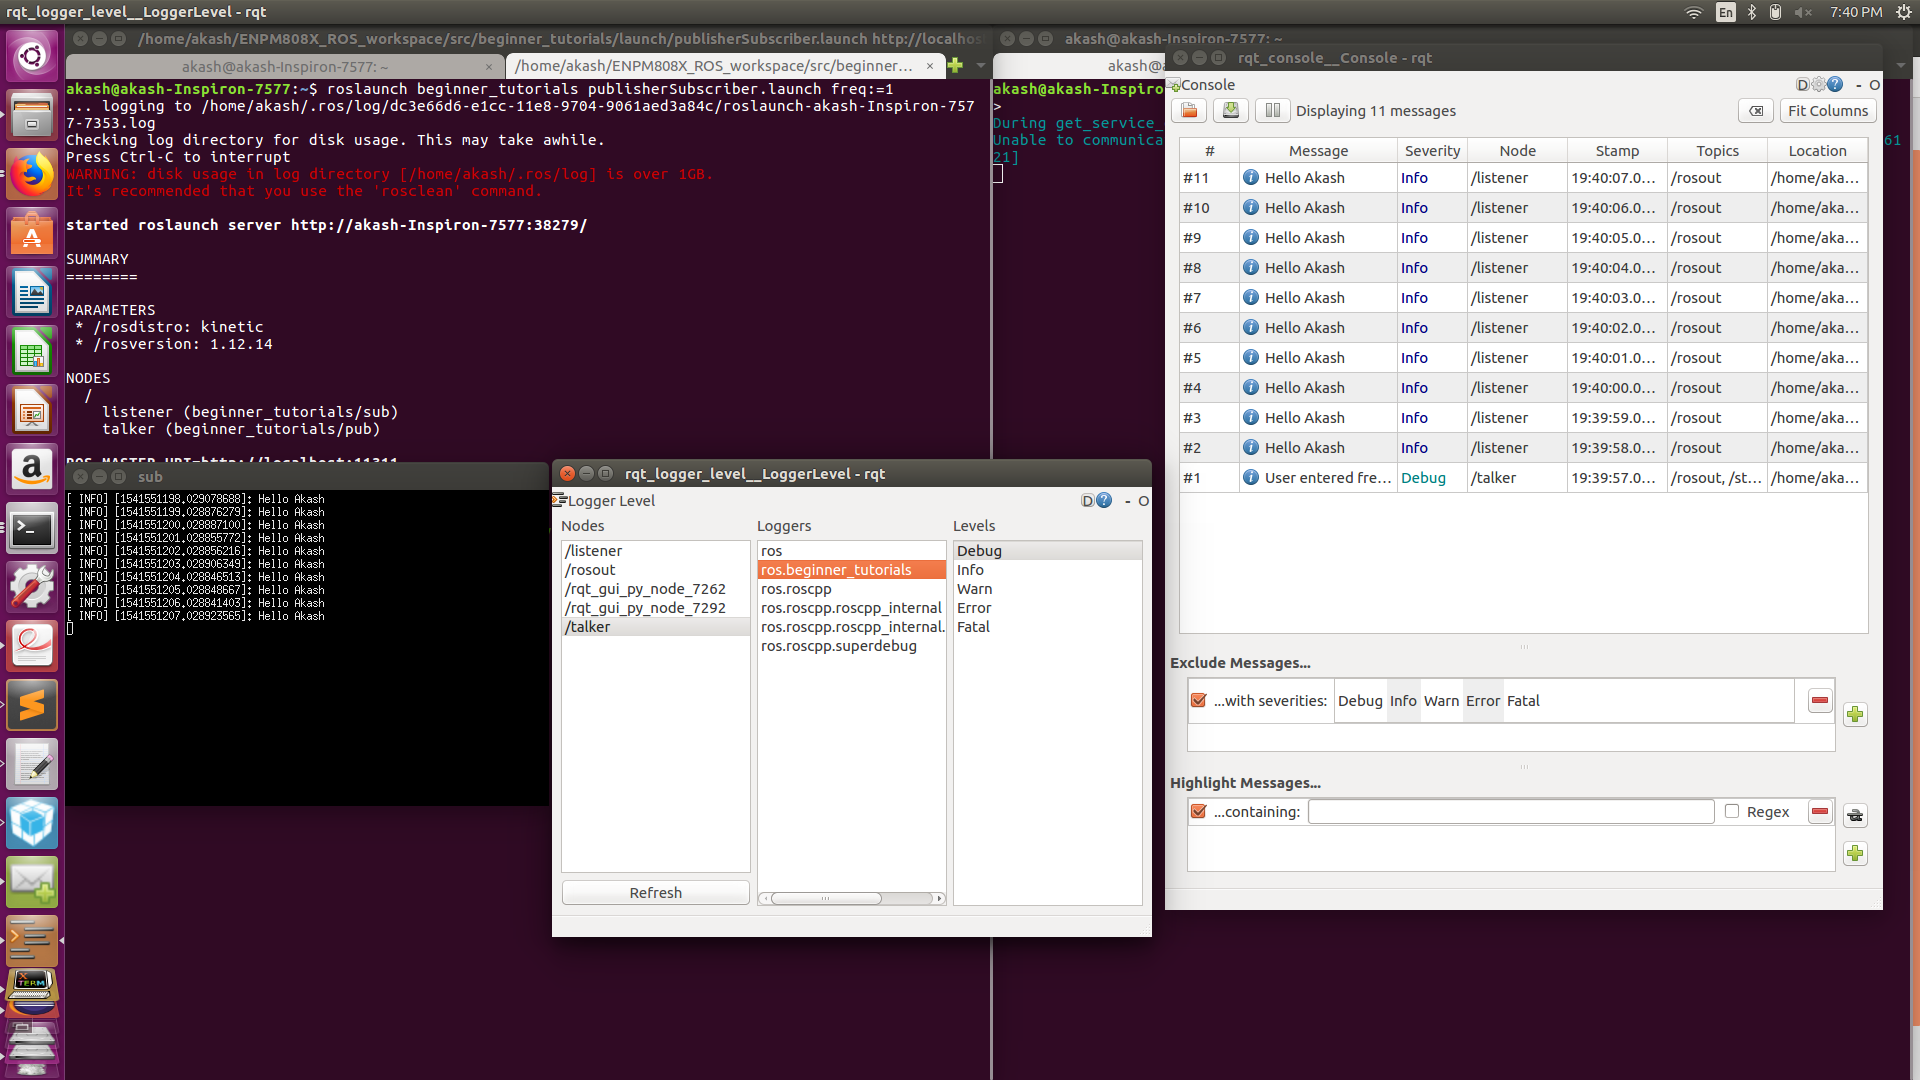 rqt_logger_level__LoggerLevel - rqt
En
7:40 PM
/home/akash/ENPM808X_ROS_workspace/src/beginner_tutorials/launch/publisherSubscriber.launch http://localhos
akash@akash-Inspiron-7577: ~
/home/akash/ENPM808X_ROS_workspace/src/beginner...
akash@akash-Inspiron-7577:~$ roslaunch beginner_tutorials publisherSubscriber.launch freq:=1
... logging to /home/akash/.ros/log/dc3e66d6-e1cc-11e8-9704-9061aed3a84c/roslaunch-akash-Inspiron-757
7-7353.log
Checking log directory for disk usage. This may take awhile.
Press Ctrl-C to interrupt
WARNING: disk usage in log directory [/home/akash/.ros/log] is over 1GB.
It's recommended that you use the 'rosclean' command.
started roslaunch server http://akash-Inspiron-7577:38279/
SUMMARY
========
PARAMETERS
* /rosdistro: kinetic
* /rosversion: 1.12.14
NODES
/
listener (beginner_tutorials/sub)
talker (beginner_tutorials/pub)
ROS_MASTER_URI=http://localhost:11311
akash@akash-Inspiron-7577: ~
akash@a
akash@akash-Inspiro
>
During get_service_
Unable to communica
61
21]
sub
[ INFO] [1541551198.029078688]: Hello Akash
[ INFO] [1541551199.028876279]: Hello Akash
[ INFO] [1541551200.028887100]: Hello Akash
[ INFO] [1541551201.028855772]: Hello Akash
[ INFO] [1541551202.028856216]: Hello Akash
[ INFO] [1541551203.028906349]: Hello Akash
[ INFO] [1541551204.028846513]: Hello Akash
[ INFO] [1541551205.028848667]: Hello Akash
[ INFO] [1541551206.028841403]: Hello Akash
[ INFO] [1541551207.028923565]: Hello Akash
rqt_logger_level__LoggerLevel - rqt
Logger Level
D - O
Nodes Loggers Levels
/listener
/rosout
/rqt_gui_py_node_7262
/rqt_gui_py_node_7292
/talker
Refresh
ros
ros.beginner_tutorials
ros.roscpp
ros.roscpp.roscpp_internal
ros.roscpp.roscpp_internal.
ros.roscpp.superdebug
Debug
Info
Warn
Error
Fatal
rqt_console__Console - rqt
Console
D - O
Displaying 11 messages
Fit Columns
# Message Severity Node Stamp Topics Location
#11 Hello Akash Info /listener 19:40:07.0... /rosout /home/aka...
#10 Hello Akash Info /listener 19:40:06.0... /rosout /home/aka...
#9 Hello Akash Info /listener 19:40:05.0... /rosout /home/aka...
#8 Hello Akash Info /listener 19:40:04.0... /rosout /home/aka...
#7 Hello Akash Info /listener 19:40:03.0... /rosout /home/aka...
#6 Hello Akash Info /listener 19:40:02.0... /rosout /home/aka...
#5 Hello Akash Info /listener 19:40:01.0... /rosout /home/aka...
#4 Hello Akash Info /listener 19:40:00.0... /rosout /home/aka...
#3 Hello Akash Info /listener 19:39:59.0... /rosout /home/aka...
#2 Hello Akash Info /listener 19:39:58.0... /rosout /home/aka...
#1 User entered fre... Debug /talker 19:39:57.0... /rosout, /st... /home/aka...
Exclude Messages...
...with severities: Debug Info Warn Error Fatal
Highlight Messages...
...containing: Regex